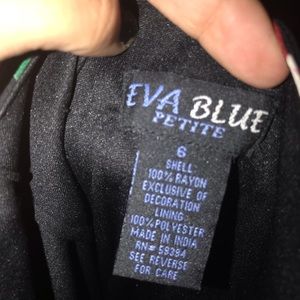 EVA BLUE
PETITE
6
SHELL:
100% RAYON
EXCLUSIVE OF
DECORATION
LINING:
100% POLYESTER
MADE IN INDIA
RN# 59394
SEE REVERSE
FOR CARE